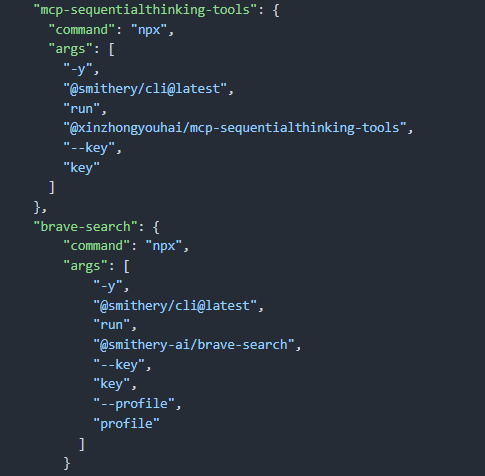 "mcp-sequentialthinking-tools": {
"command": "npx",
"args": [
"-y",
"@smithery/cli@latest",
"run",
"@xinzhongyouhai/mcp-sequentialthinking-tools",
"--key",
"key"
]
},
"brave-search": {
"command": "npx",
"args": [
"-y",
"@smithery/cli@latest",
"run",
"@smithery-ai/brave-search",
"--key",
"key",
"--profile",
"profile"
]
}